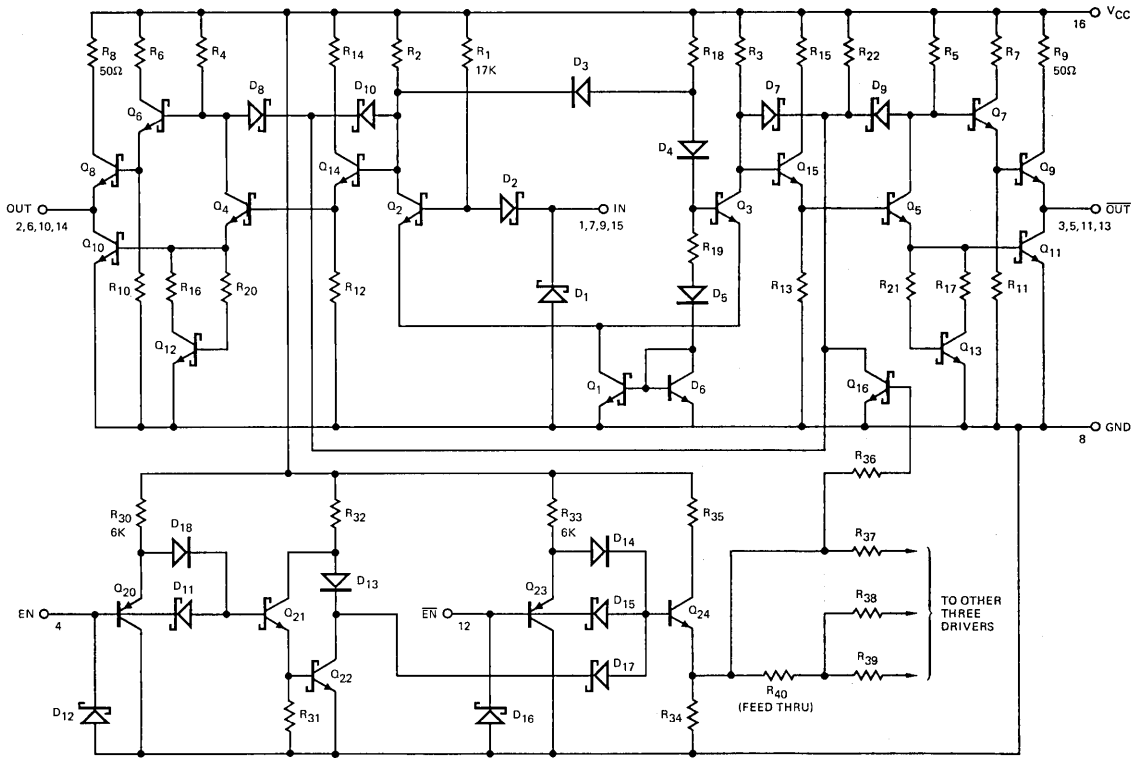 VCC
16
R8
50Ω
R6
R4
R14
R2
R1
17K
R18
R3
R15
R22
R5
R7
R9
50Ω
D3
D8
D10
D7
D9
Q6
Q7
D4
Q8
Q14
Q15
Q9
D2
Q4
Q2
Q3
Q5
OUT
2,6,10,14
IN
1,7,9,15
OUT
3,5,11,13
Q10
Q11
R19
R10
R16
R20
R12
D1
D5
R13
R21
R17
R11
Q12
Q13
Q1
D6
Q16
GND
8
R36
R30
6K
R32
R33
6K
R35
D18
D14
R37
Q20
D11
D13
Q23
D15
EN
4
Q21
EN
12
Q24
R38
TO OTHER
THREE
DRIVERS
Q22
D17
R39
R40
(FEED THRU)
D12
R31
D16
R34